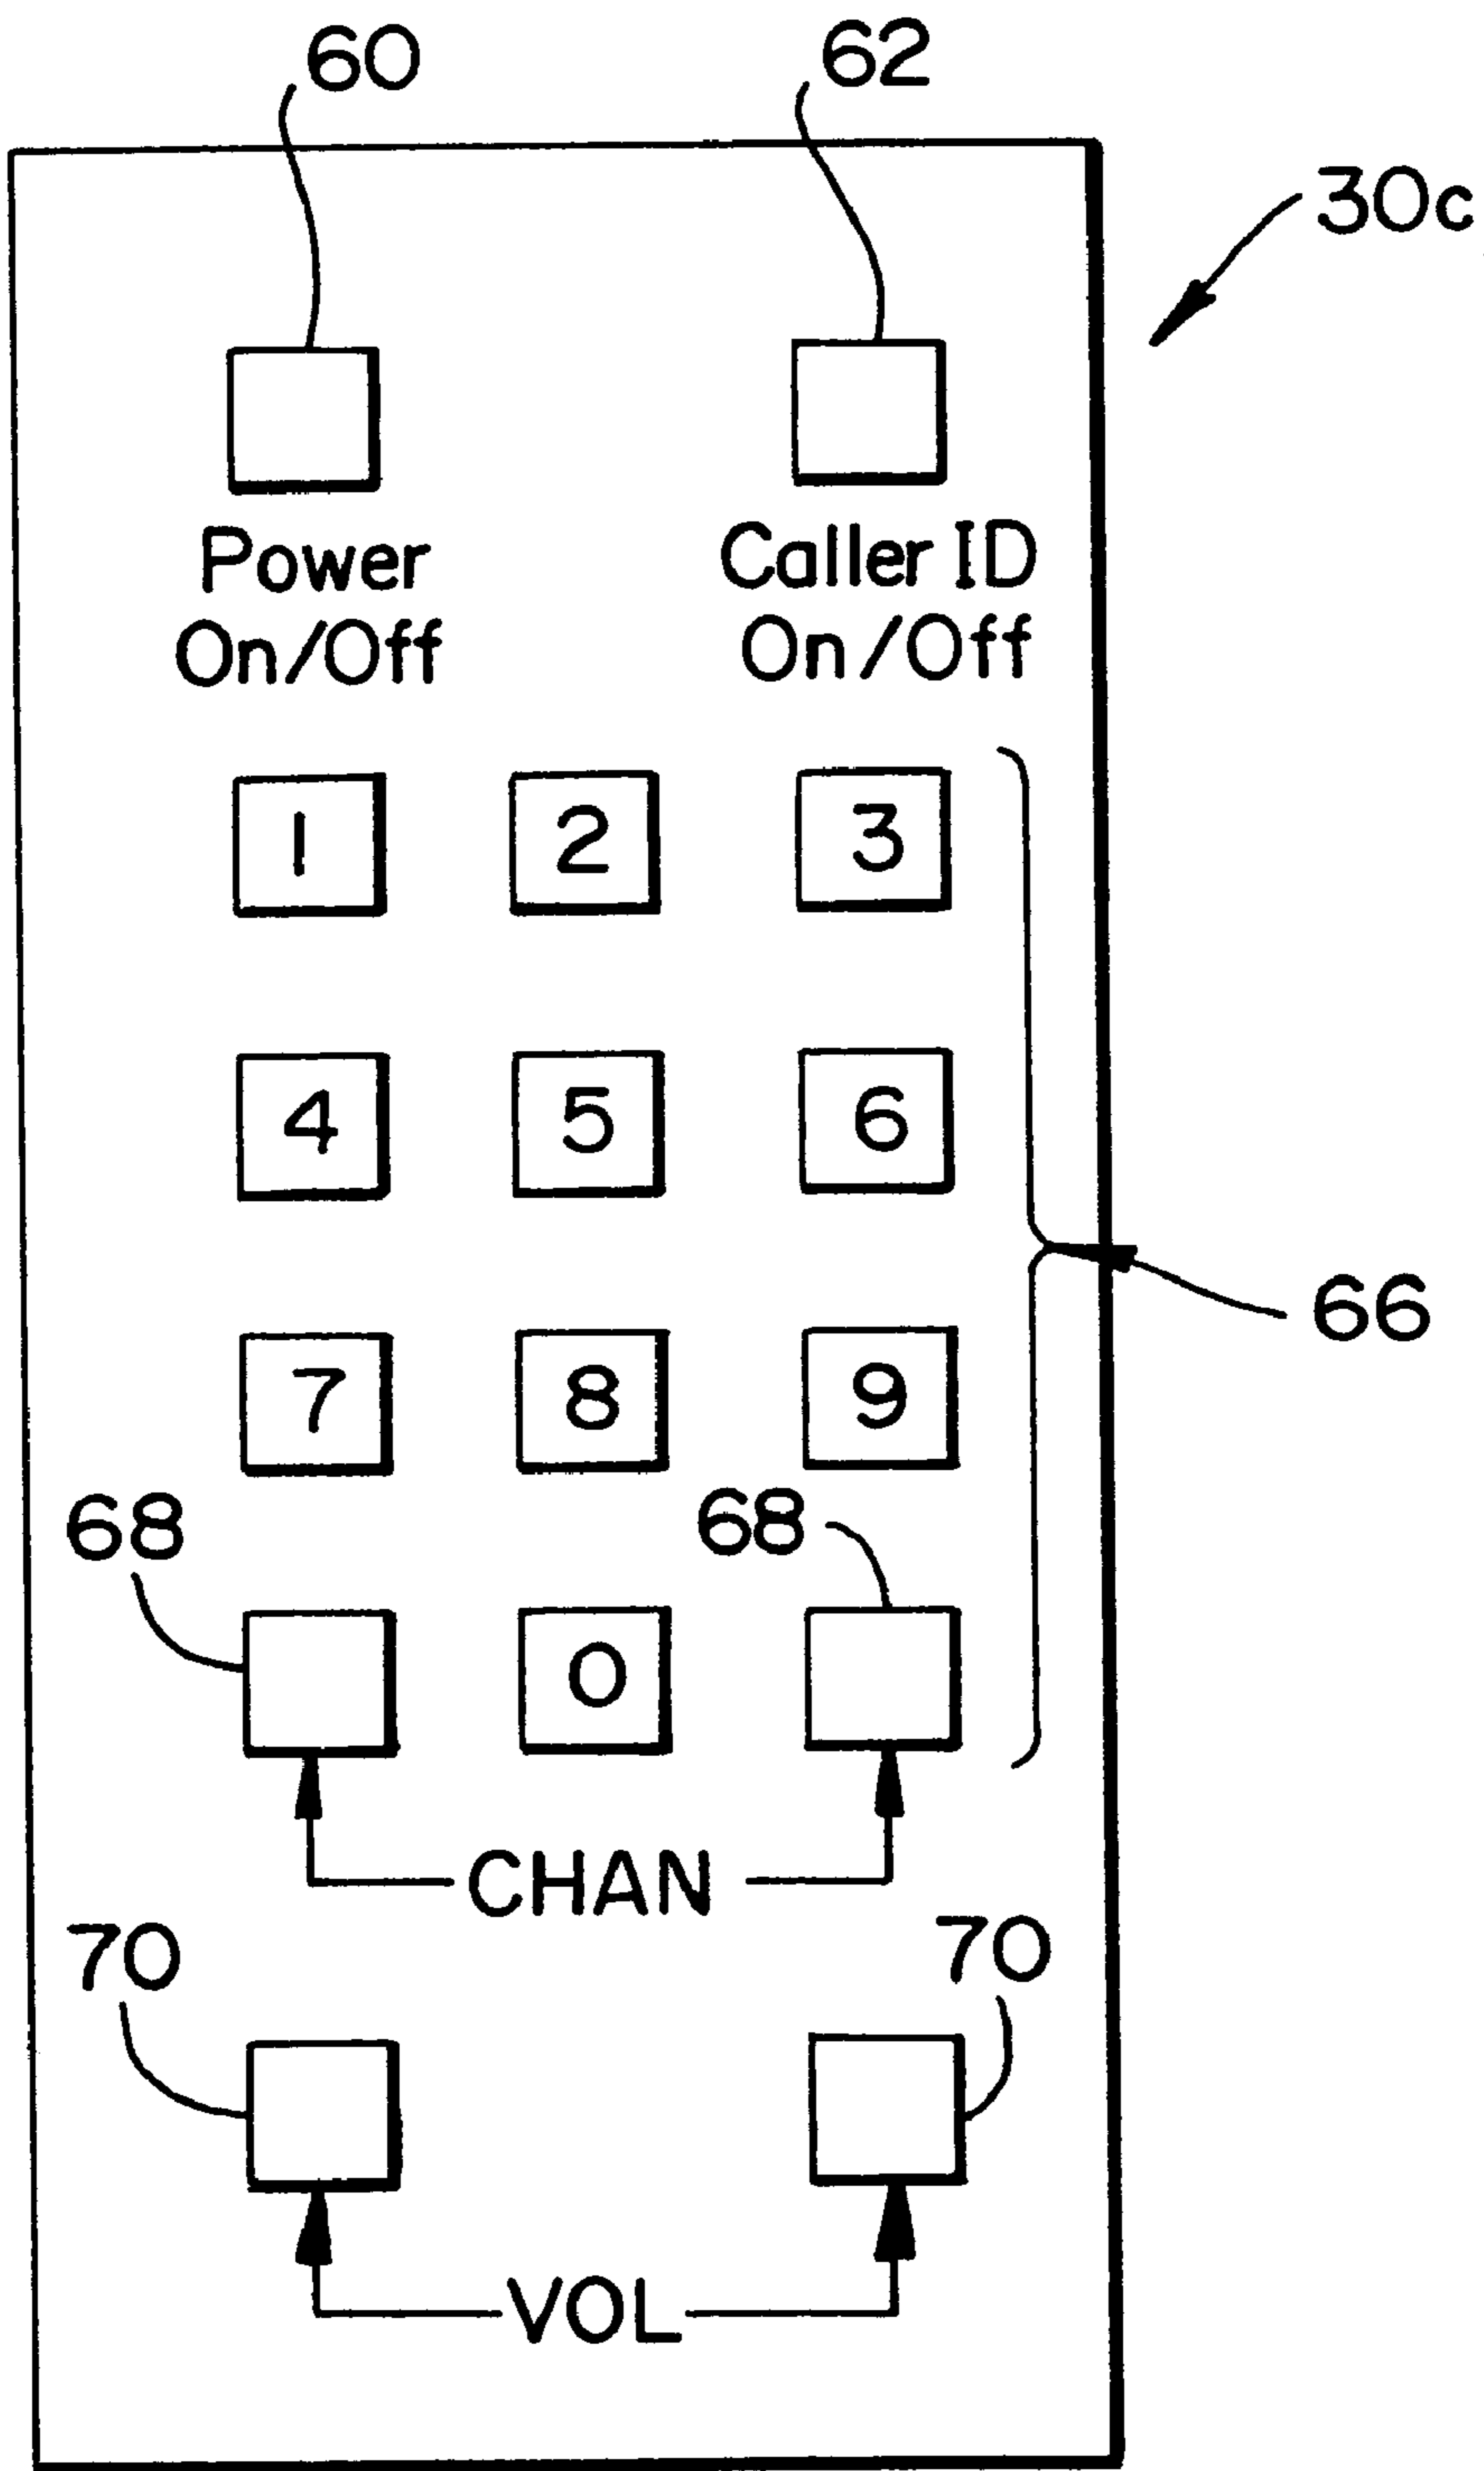 60 62
30c
Power Caller ID
On/Off On/Off
1 2 3
4 5 6
66
7 8 9
68 68
0
CHAN
70 70
VOL